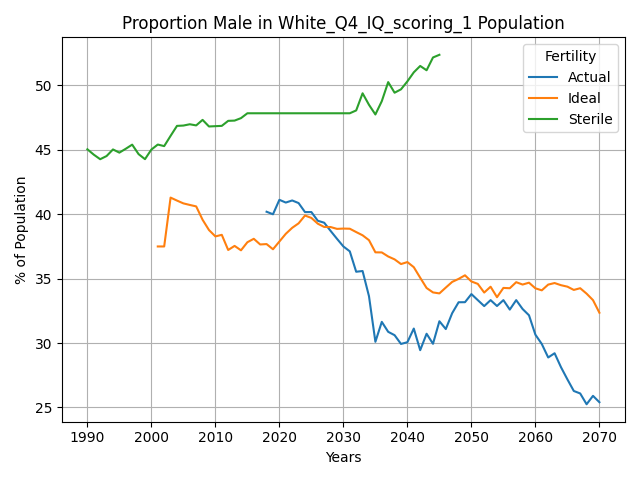 Proportion Male in White_Q4_IQ_scoring_1 Population
% of Population
50
45
40
35
30
25
1990 2000 2010 2020 2030 2040 2050 2060 2070
Years
Fertility
Actual
Ideal
Sterile